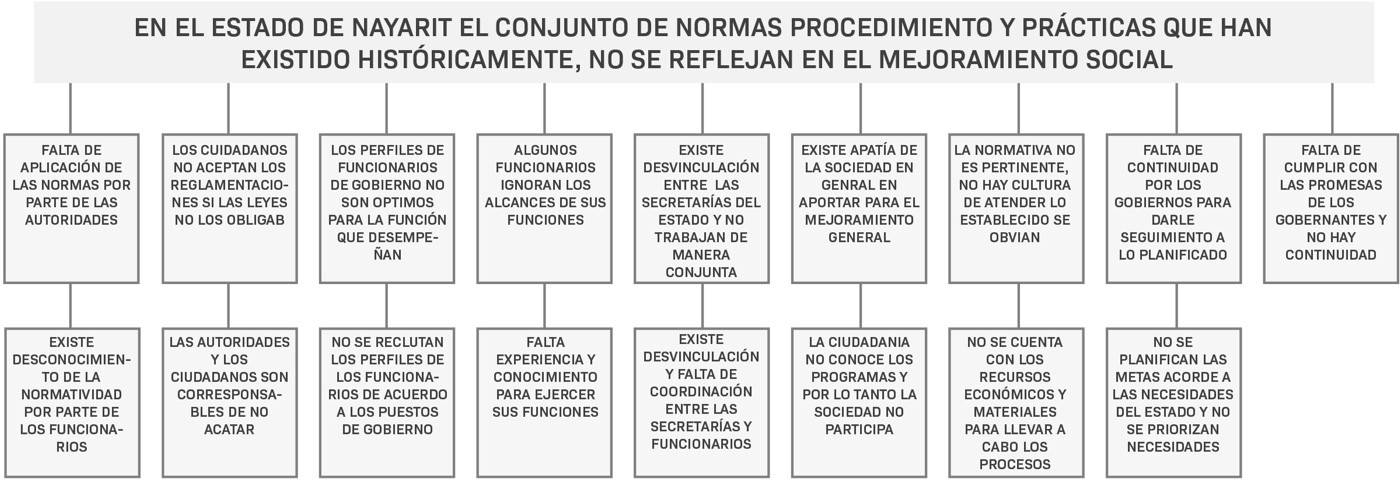 EN EL ESTADO DE NAYARIT EL CONJUNTO DE NORMAS PROCEDIMIENTO Y PRÁCTICAS QUE HAN
EXISTIDO HISTÓRICAMENTE, NO SE REFLEJAN EN EL MEJORAMIENTO SOCIAL
FALTA DE
APLICACIÓN DE
LAS NORMAS POR
PARTE DE LAS
AUTORIDADES
LOS CUIDADANOS
NO ACEPTAN LOS
REGLAMENTACIO-
NES SI LAS LEYES
NO LOS OBLIGAB
LOS PERFILES DE
FUNCIONARIOS
DE GOBIERNO NO
SON OPTIMOS
PARA LA FUNCIÓN
QUE DESEMPE-
ÑAN
ALGUNOS
FUNCIONARIOS
IGNORAN LOS
ALCANCES DE SUS
FUNCIONES
EXISTE
DESVINCULACIÓN
ENTRE LAS
SECRETARÍAS DEL
ESTADO Y NO
TRABAJAN DE
MANERA
CONJUNTA
EXISTE APATÍA DE
LA SOCIEDAD EN
GENRAL EN
APORTAR PARA EL
MEJORAMIENTO
GENERAL
LA NORMATIVA NO
ES PERTINENTE,
NO HAY CULTURA
DE ATENDER LO
ESTABLECIDO SE
OBVIAN
FALTA DE
CONTINUIDAD
POR LOS
GOBIERNOS PARA
DARLE
SEGUIMIENTO A
LO PLANIFICADO
FALTA DE
CUMPLIR CON
LAS PROMESAS
DE LOS
GOBERNANTES Y
NO HAY
CONTINUIDAD
EXISTE
DESCONOCIMIEN-
TO DE LA
NORMATIVIDAD
POR PARTE DE
LOS FUNCIONA-
RIOS
LAS AUTORIDADES
Y LOS
CIUDADANOS SON
CORRESPONSA-
BLES DE NO
ACATAR
NO SE RECLUTAN
LOS PERFILES DE
LOS FUNCIONA-
RIOS DE ACUERDO
A LOS PUESTOS
DE GOBIERNO
FALTA
EXPERIENCIA Y
CONOCIMIENTO
PARA EJERCER
SUS FUNCIONES
EXISTE
DESVINCULACIÓN
Y FALTA DE
COORDINACIÓN
ENTRE LAS
SECRETARÍAS Y
FUNCIONARIOS
LA CIUDADANIA
NO CONOCE LOS
PROGRAMAS Y
POR LO TANTO LA
SOCIEDAD NO
PARTICIPA
NO SE CUENTA
CON LOS
RECURSOS
ECONÓMICOS Y
MATERIALES
PARA LLEVAR A
CABO LOS
PROCESOS
NO SE
PLANIFICAN LAS
METAS ACORDE A
LAS NECESIDADES
DEL ESTADO Y NO
SE PRIORIZAN
NECESIDADES